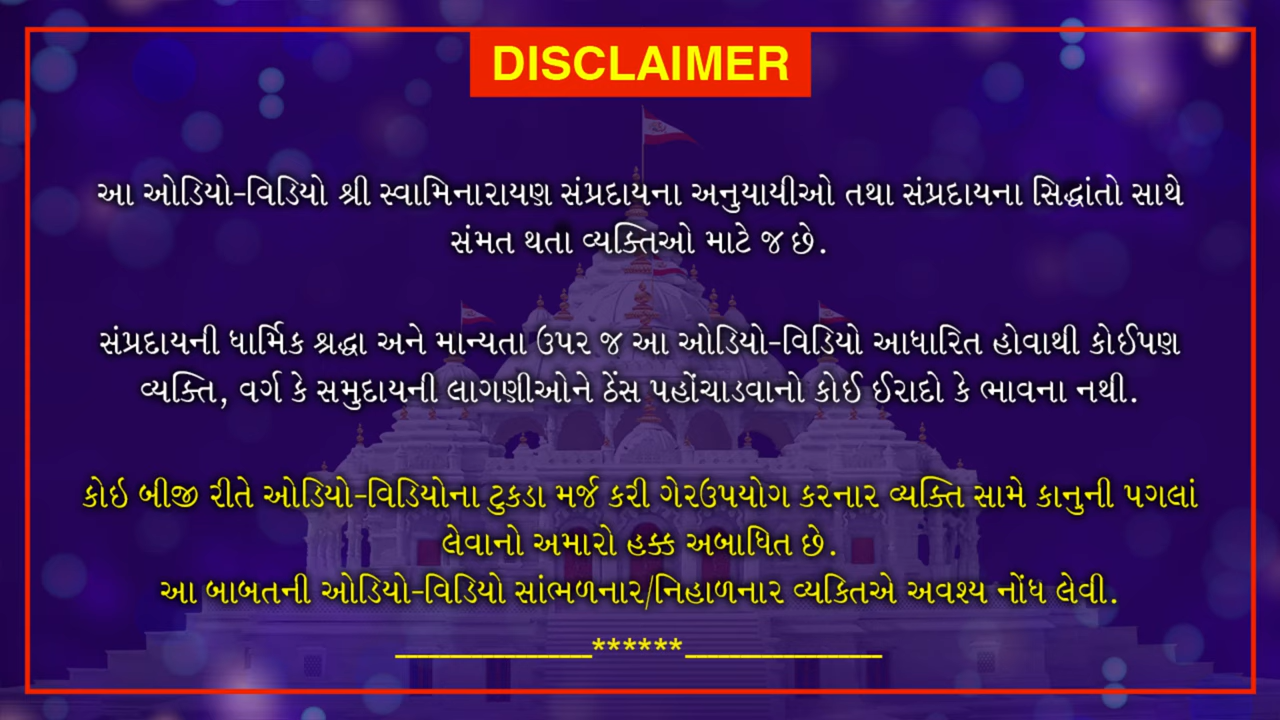 DISCLAIMER
આ ઓડિયો-વિડિયો શ્રી સ્વામિનારાયણ સંપ્રદાયના અનુયાયીઓ તથા સંપ્રદાયના સિદ્ધાંતો સાથે
સંમત થતા વ્યક્તિઓ માટે જ છે.
સંપ્રદાયની ધાર્મિક શ્રદ્ધા અને માન્યતા ઉપર જ આ ઓડિયો-વિડિયો આધારિત હોવાથી કોઈપણ
વ્યક્તિ, વર્ગ કે સમુદાયની લાગણીઓને ઠેંસ પહોંચાડવાનો કોઈ ઈરાદો કે ભાવના નથી.
કોઇ બીજી રીતે ઓડિયો-વિડિયોના ટુકડા મર્જ કરી ગેરઉપયોગ કરનાર વ્યક્તિ સામે કાનુની પગલાં
લેવાનો અમારો હક્ક અબાધિત છે.
આ બાબતની ઓડિયો-વિડિયો સાંભળનાર/નિહાળનાર વ્યકિતએ અવશ્ય નોંધ લેવી.
______________******______________